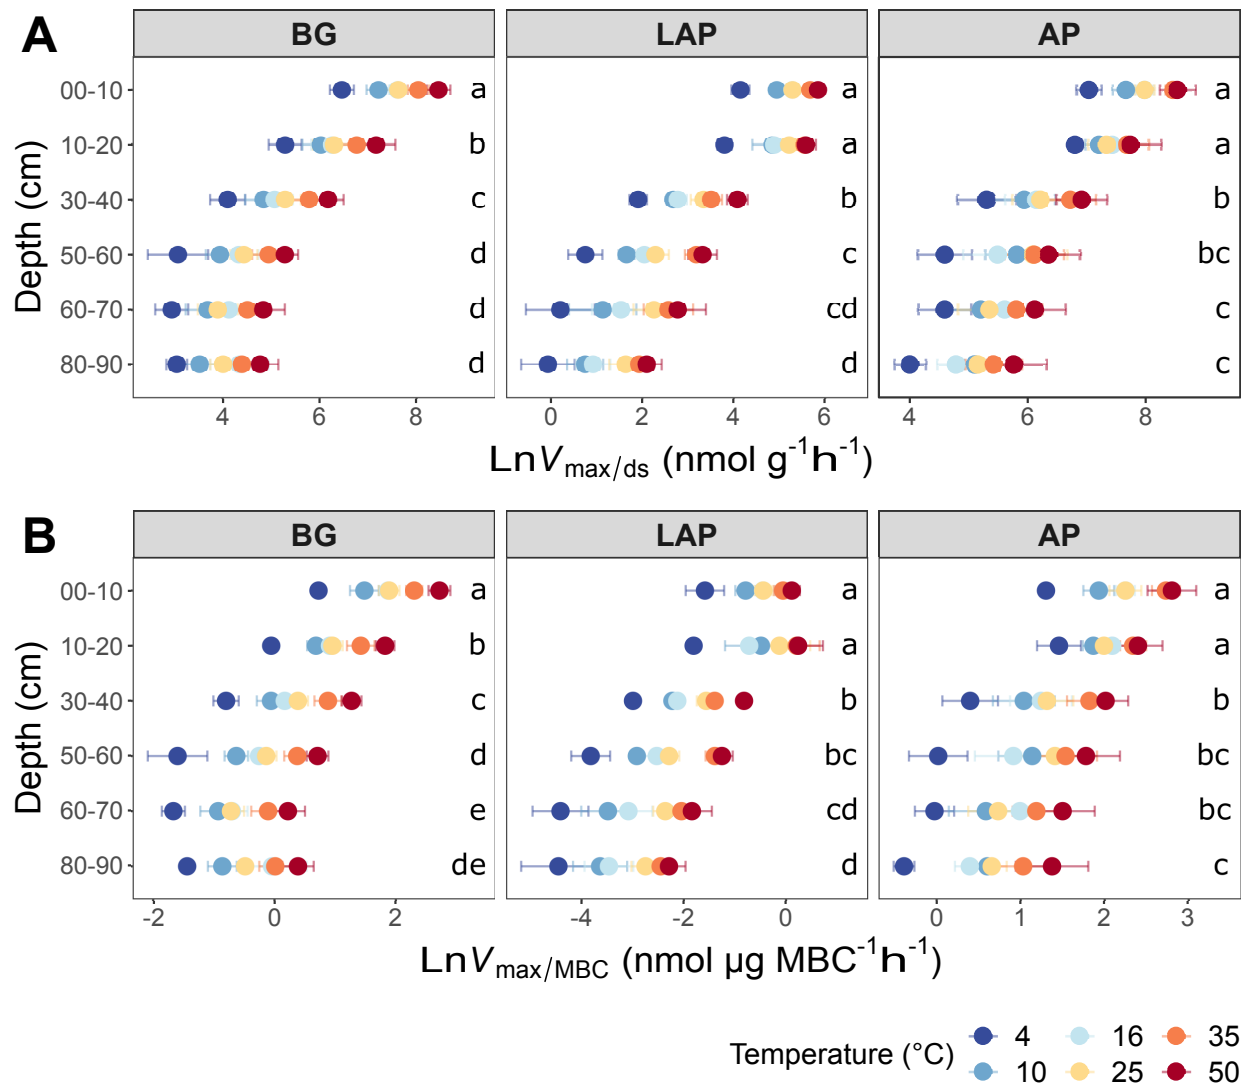 A
BG LAP AP
Depth (cm)
00-10 a a a
10-20 b a a
30-40 c b b
50-60 d c bc
60-70 d cd c
80-90 d d c
4 6 8 0 2 4 6 4 6 8
LnVmax/ds (nmol g⁻¹h⁻¹)
B
BG LAP AP
Depth (cm)
00-10 a a a
10-20 b a a
30-40 c b b
50-60 d bc bc
60-70 e cd bc
80-90 de d c
-2 0 2 -4 -2 0 0 1 2 3
LnVmax/MBC (nmol µg MBC⁻¹h⁻¹)
Temperature (°C) 4 16 35
10 25 50